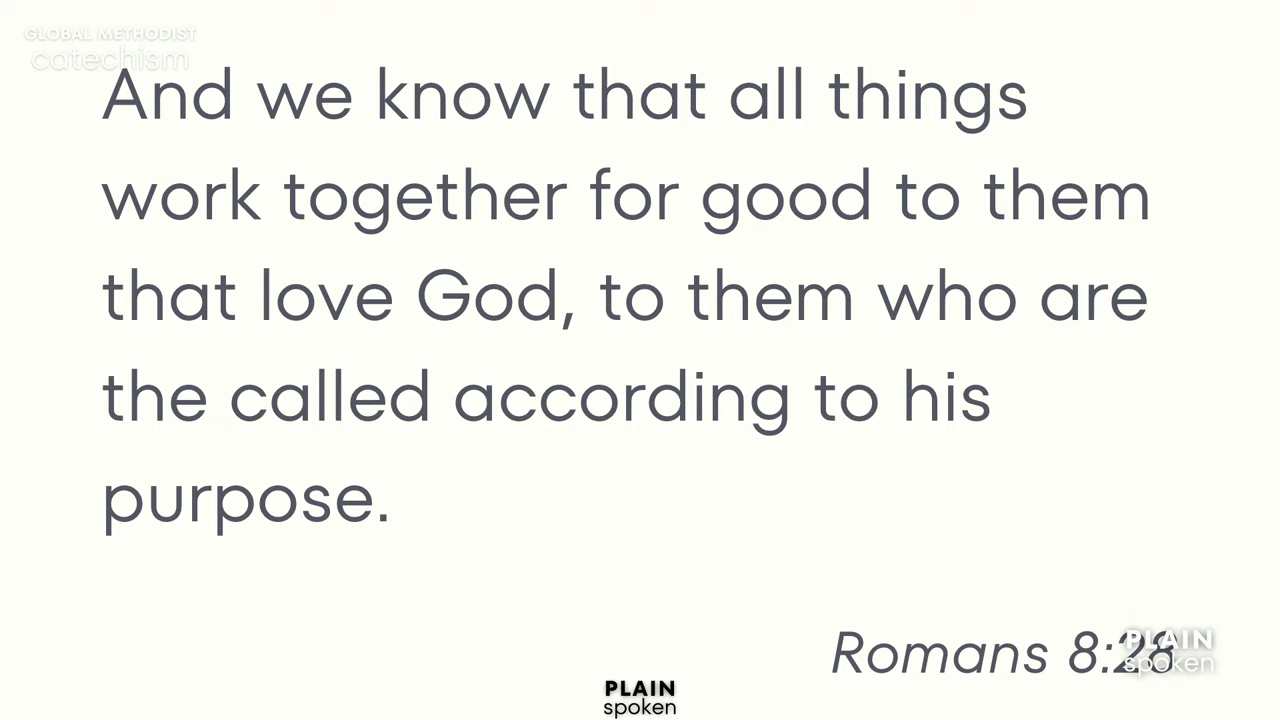 GLOBAL METHODIST
catechism
And we know that all things
work together for good to them
that love God, to them who are
the called according to his
purpose.
Romans 8:28
PLAIN
spoken
PLAIN
spoken